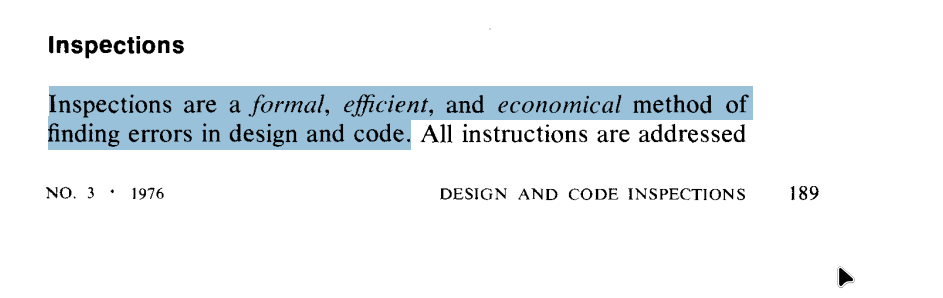 Inspections
Inspections are a formal, efficient, and economical method of
finding errors in design and code. All instructions are addressed
NO. 3 · 1976 DESIGN AND CODE INSPECTIONS 189